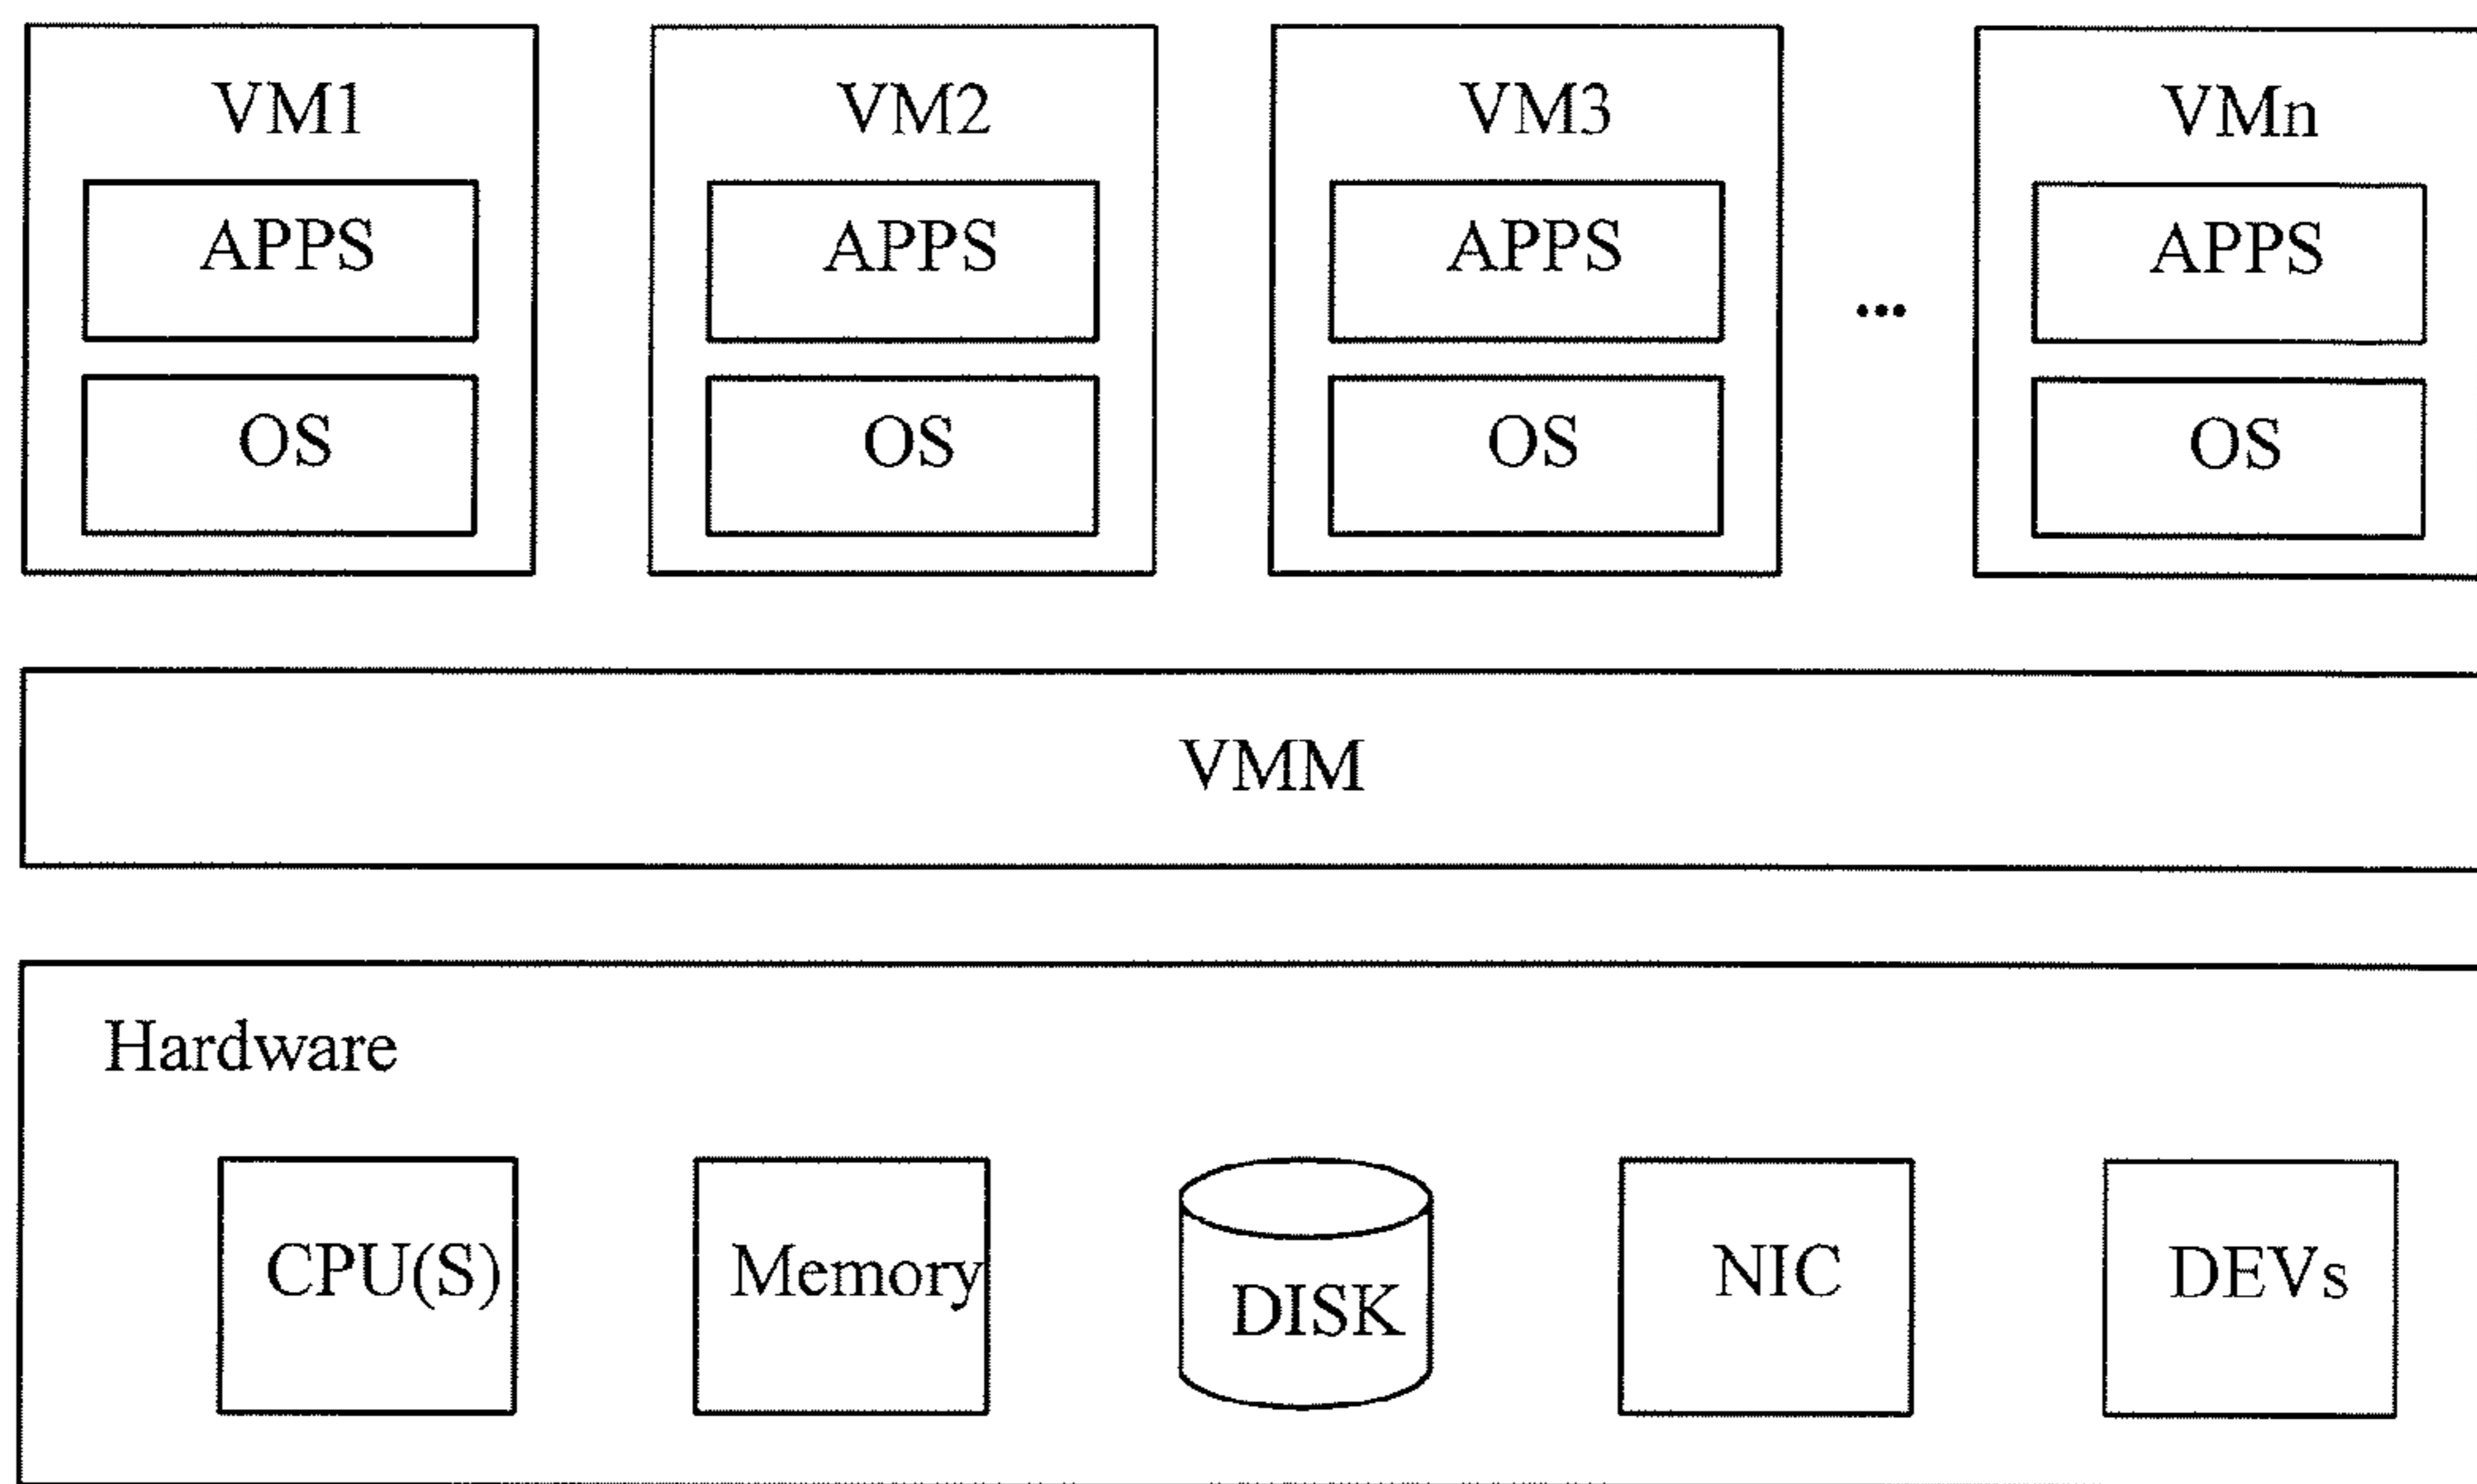 VM1 VM2 VM3 VMn
APPS APPS APPS ... APPS
OS OS OS OS
VMM
Hardware
CPU(S) Memory DISK NIC DEVs